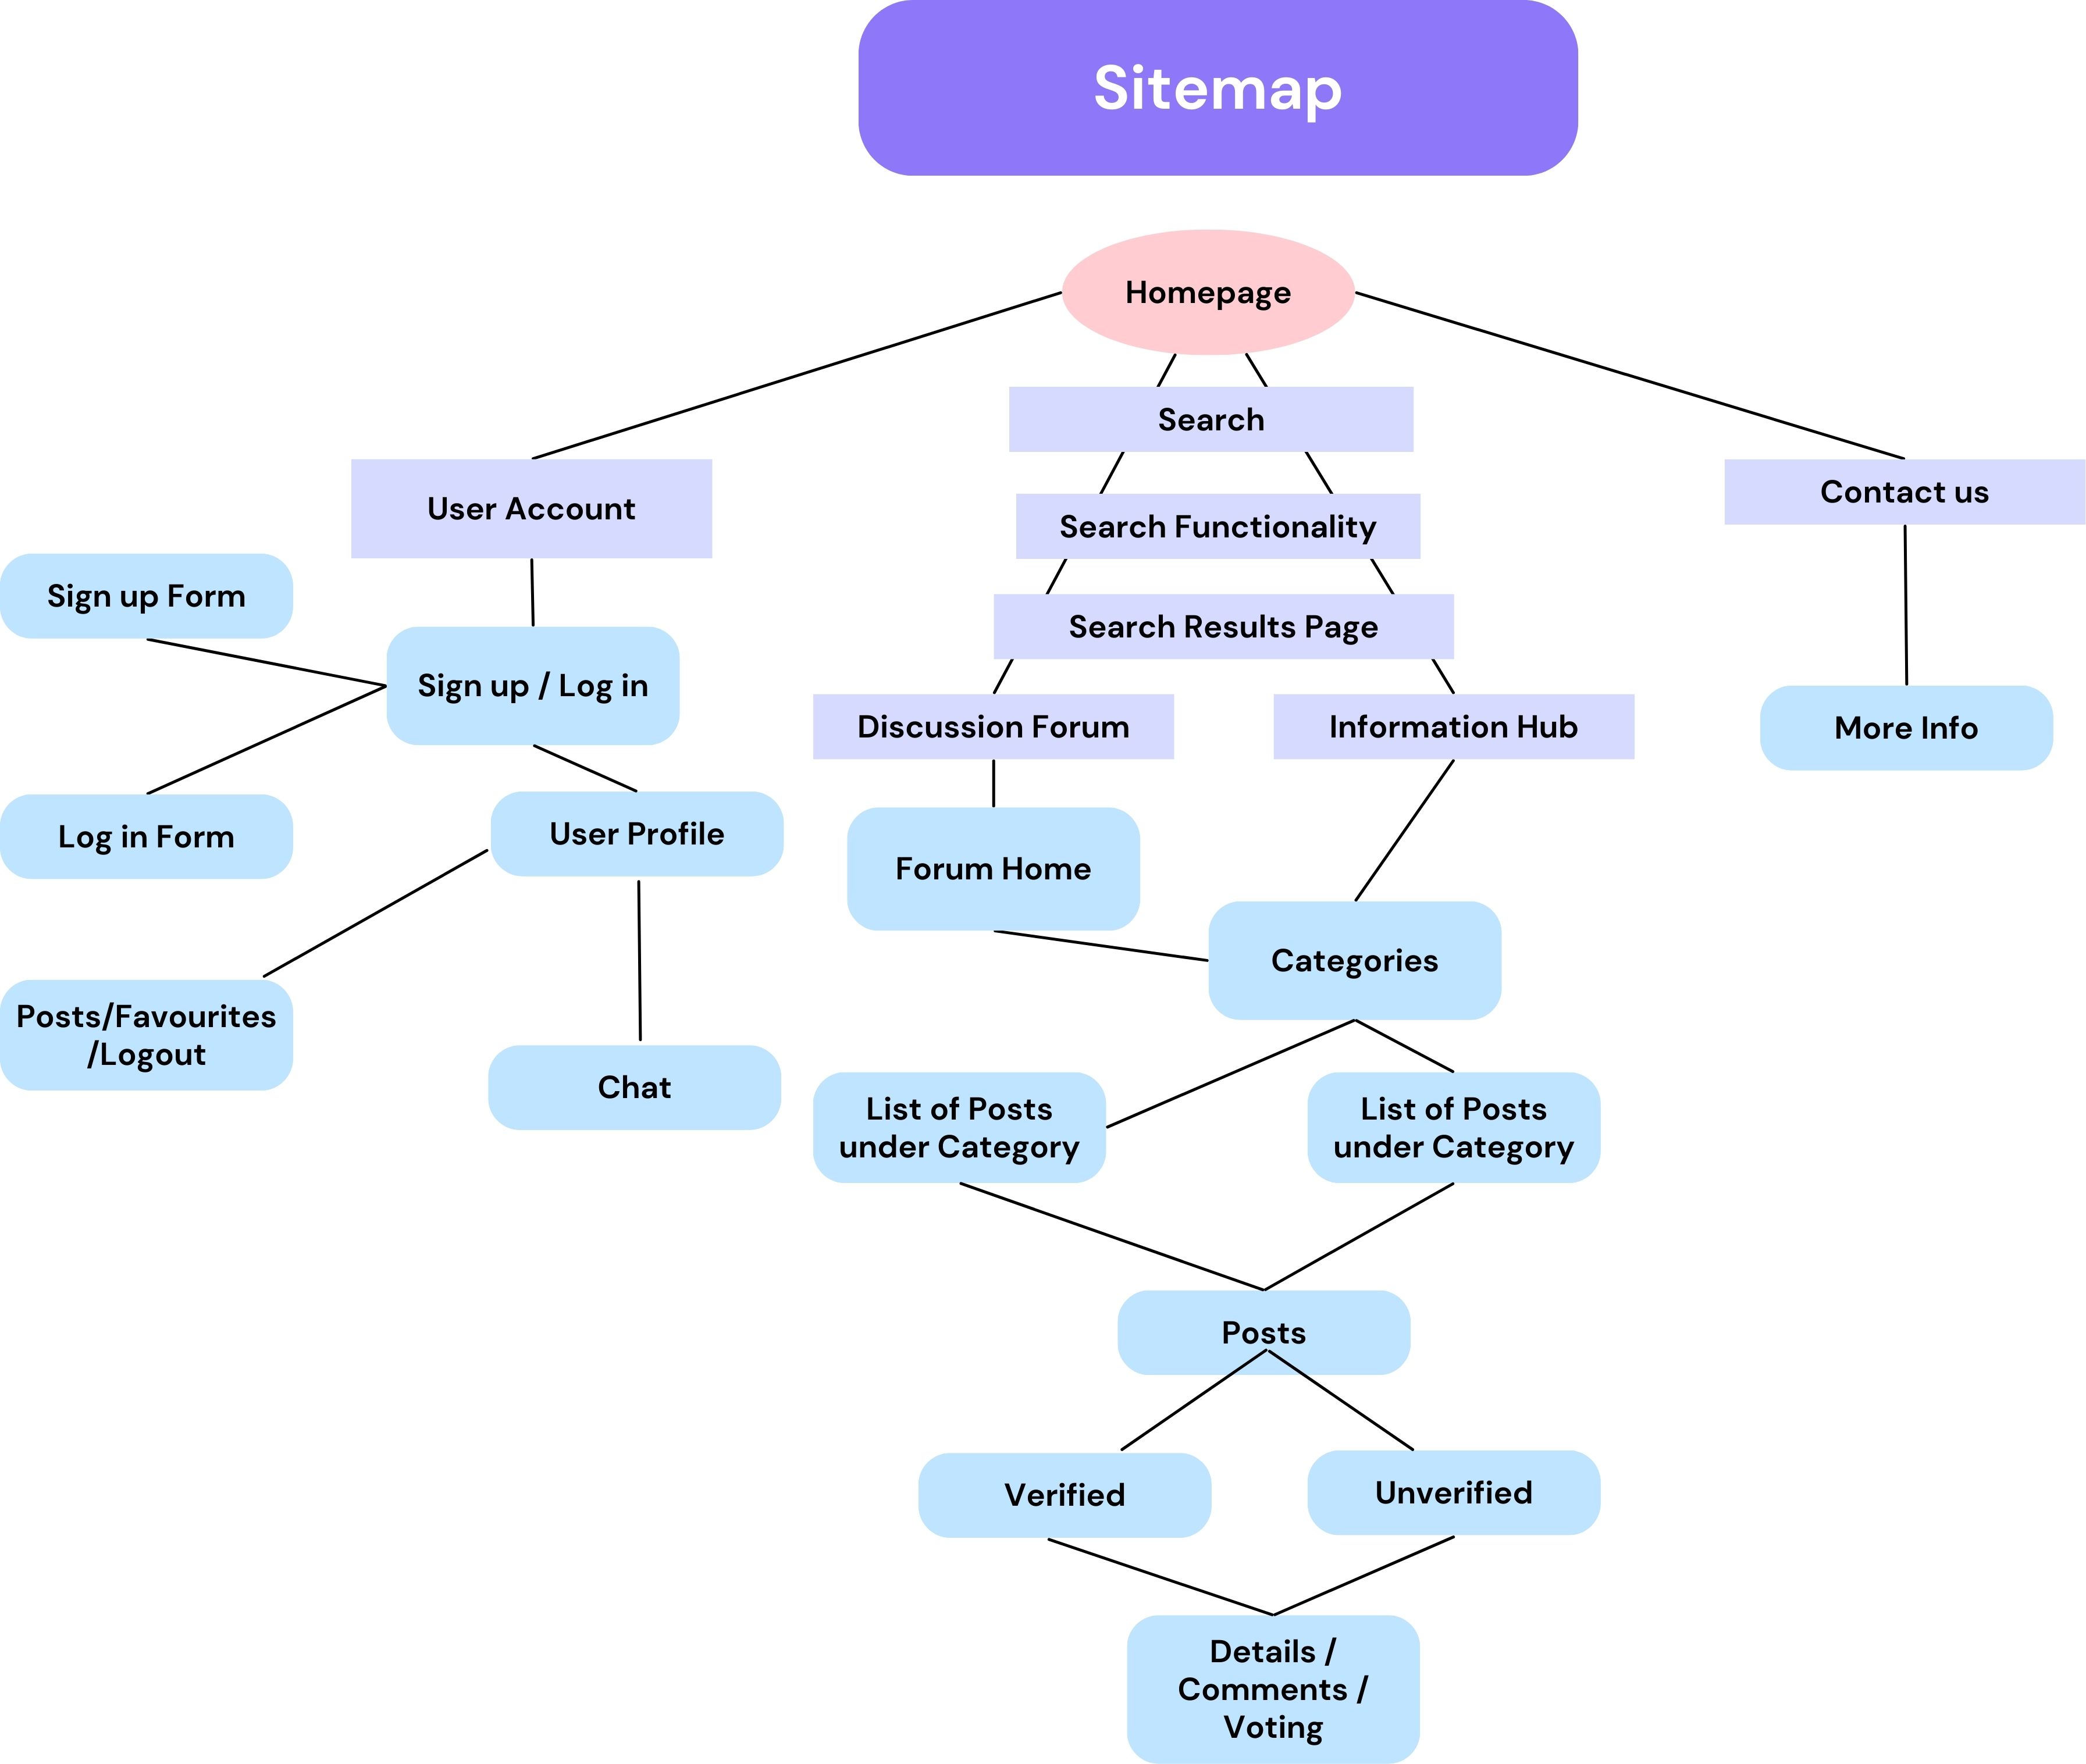 Sitemap
Homepage
Search
User Account
Search Functionality
Contact us
Sign up Form
Sign up / Log in
Search Results Page
Discussion Forum
Information Hub
More Info
Log in Form
User Profile
Forum Home
Categories
Posts/Favourites
/Logout
Chat
List of Posts
under Category
List of Posts
under Category
Posts
Verified
Unverified
Details /
Comments /
Voting